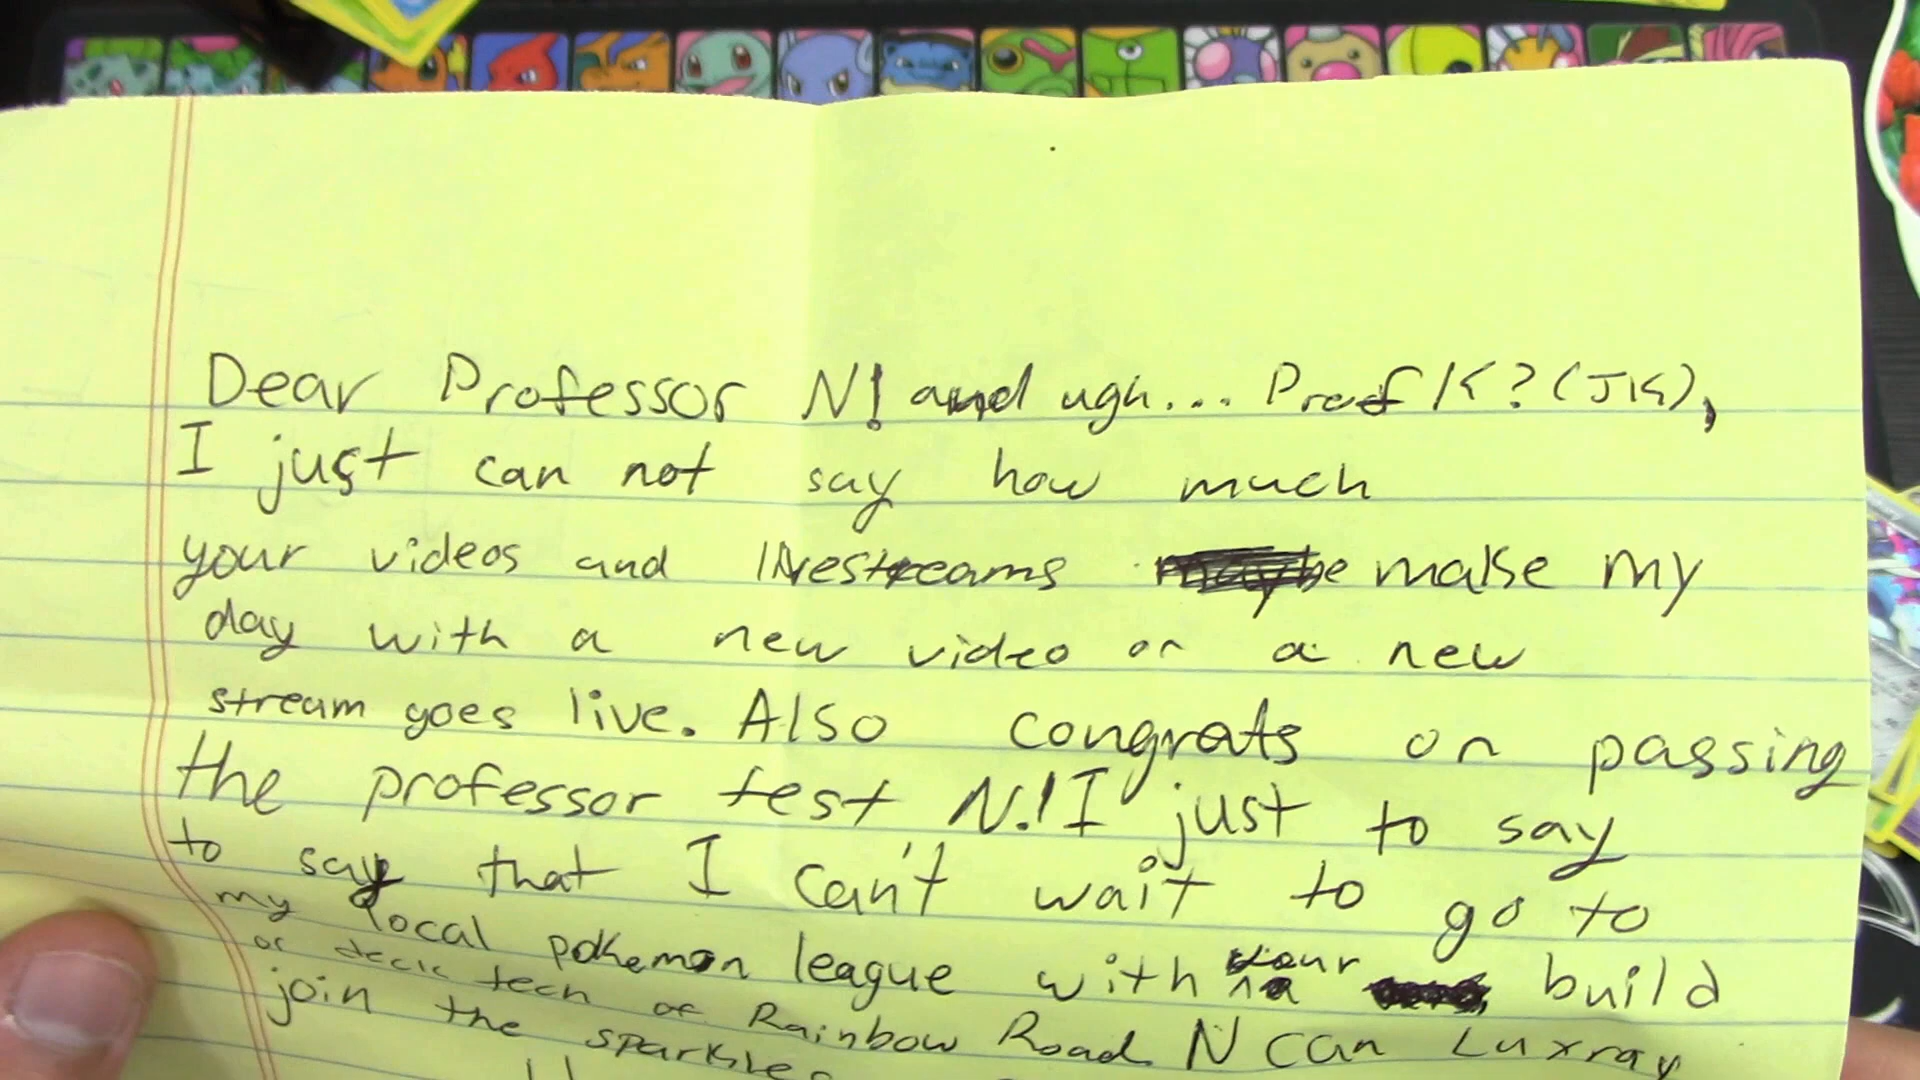 Dear Professor N! and ugh... Prof K? (JK),
I just can not say how much
your videos and livestreams make my
day with a new video or a new
stream goes live. Also congrats on passing
the professor test N.! I just to say
to say that I can't wait to go to
my local pokemon league with your build
or deck tech of Rainbow Road. N can Luxray
join the sparkles